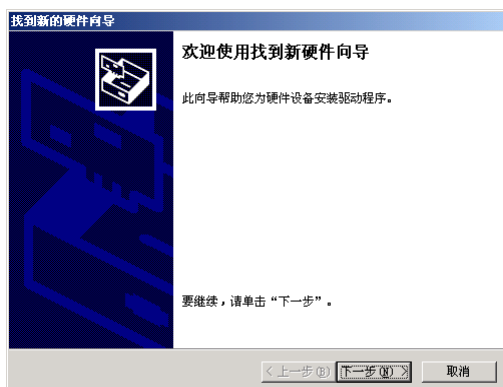 找到新的硬件向导
欢迎使用找到新硬件向导
此向导帮助您为硬件设备安装驱动程序。
要继续，请单击“下一步”。
< 上一步(B) 下一步(N) > 取消